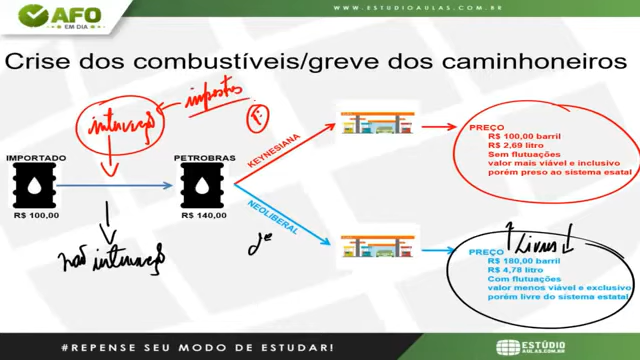 AFO
EM DIA
WWW.ESTUDIOAULAS.COM.BR
Crise dos combustíveis/greve dos caminhoneiros
impostos
intervenção
IMPORTADO
PETROBRAS
KEYNESIANA
PREÇO
R$ 100,00 barril
R$ 2,69 litro
Sem flutuações
valor mais viável e inclusivo
porém preso ao sistema esatal
R$ 100,00
R$ 140,00
NEOLIBERAL
não intervenção
Livres
PREÇO
R$ 180,00 barril
R$ 4,78 litro
Com flutuações
valor menos viável e exclusivo
porém livre do sistema estatal
#REPENSE SEU MODO DE ESTUDAR!
ESTÚDIO
AULAS.COM.BR